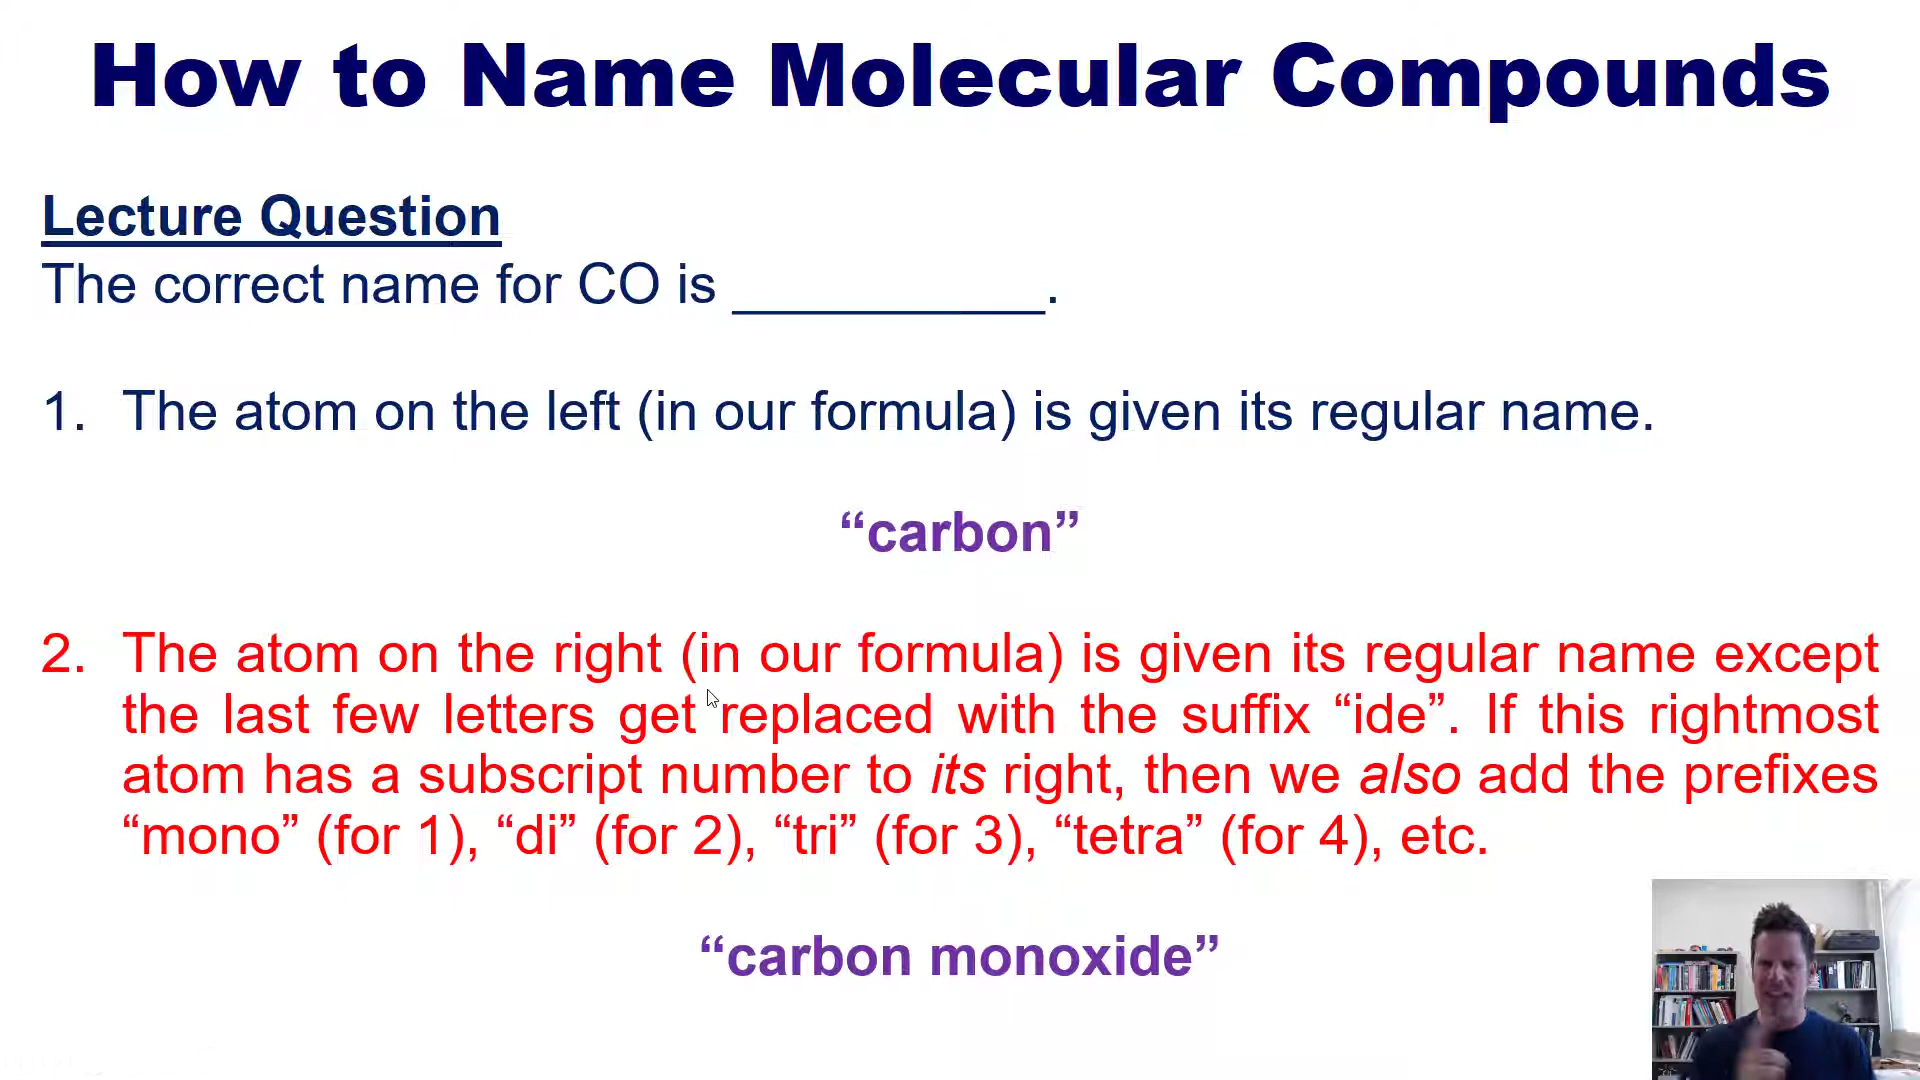 How to Name Molecular Compounds
Lecture Question
The correct name for CO is ___________.
1. The atom on the left (in our formula) is given its regular name.
“carbon”
2. The atom on the right (in our formula) is given its regular name except
the last few letters get replaced with the suffix “ide”. If this rightmost
atom has a subscript number to its right, then we also add the prefixes
“mono” (for 1), “di” (for 2), “tri” (for 3), “tetra” (for 4), etc.
“carbon monoxide”